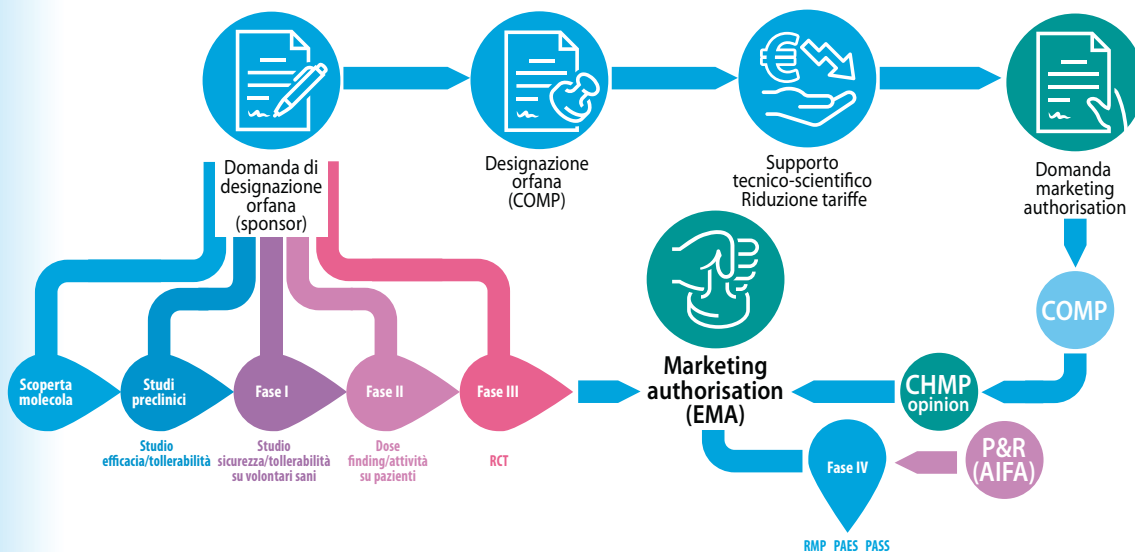 Domanda di
designazione
orfana
(sponsor)
Designazione
orfana
(COMP)
Supporto
tecnico-scientifico
Riduzione tariffe
Domanda
marketing
authorisation
COMP
CHMP
opinion
Marketing
authorisation
(EMA)
Scoperta
molecola
Studi
preclinici
Fase I
Fase II
Fase III
Studio
efficacia/tollerabilità
Studio
sicurezza/tollerabilità
su volontari sani
Dose
finding/attività
su pazienti
RCT
Fase IV
P&R
(AIFA)
RMP PAES PASS